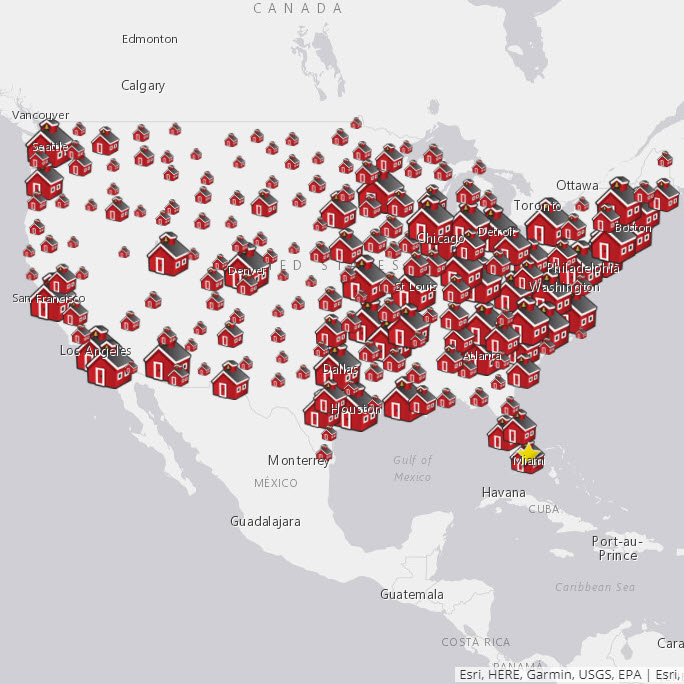 CANADA
Edmonton
Calgary
Vancouver
Seattle
Ottawa
Toronto
Boston
Detroit
Chicago
UNITED STATES
Philadelphia
Denver
St Louis
Washington
San Francisco
Los Angeles
Atlanta
Dallas
Houston
Monterrey
Gulf of
Mexico
Miami
MÉXICO
Havana
CUBA
Guadalajara
Port-au-
Prince
Caribbean Sea
Guatemala
COSTA RICA
Cara
PANAMÁ
Esri, HERE, Garmin, USGS, EPA | Esri,